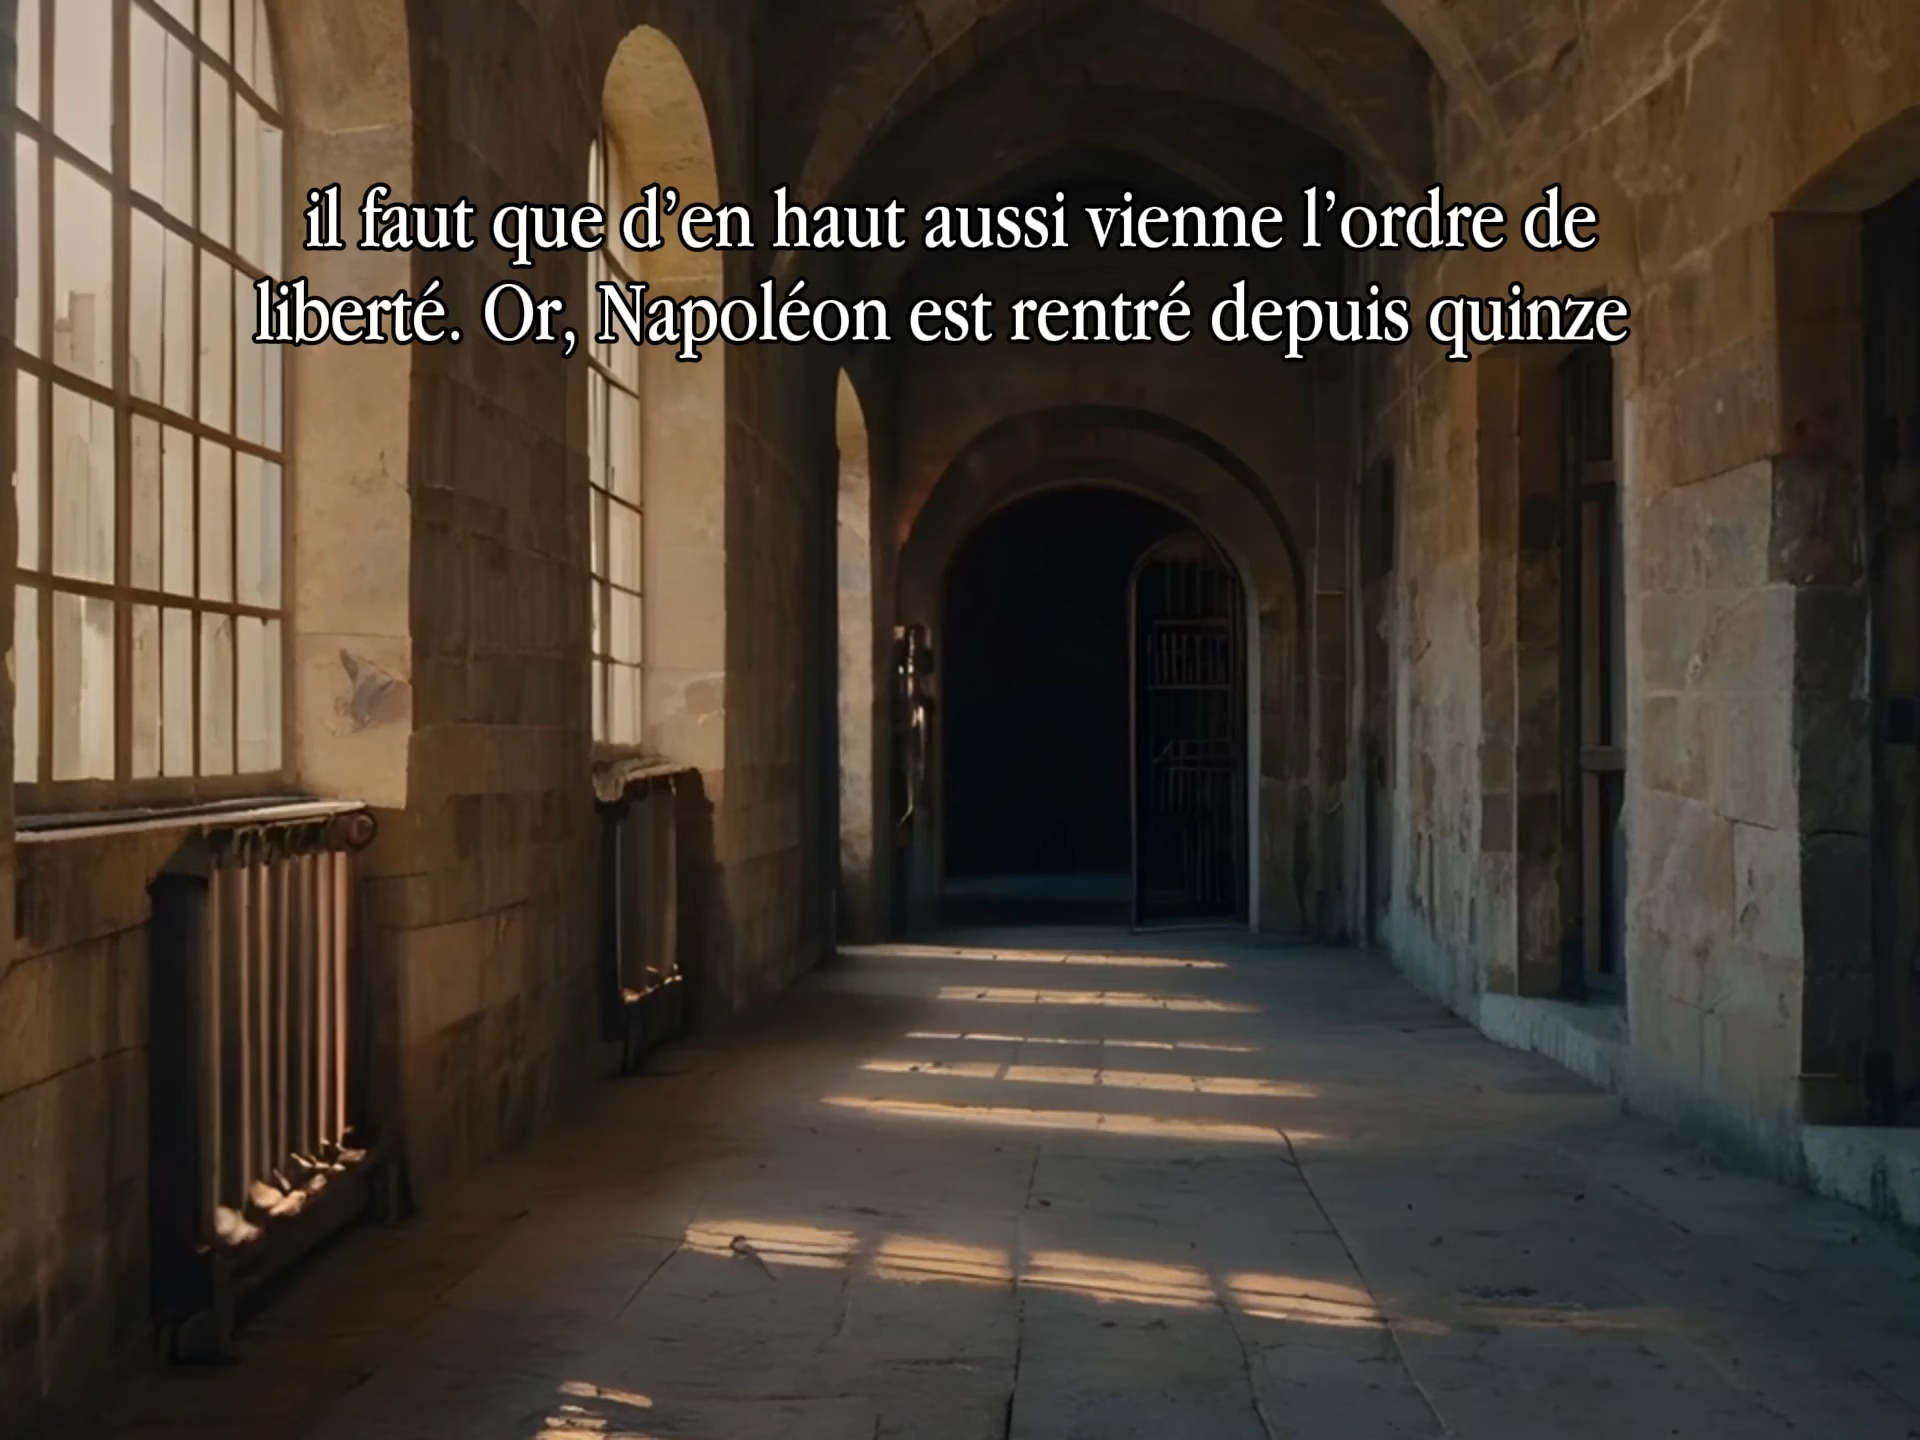 il faut que d’en haut aussi vienne l’ordre de
liberté. Or, Napoléon est rentré depuis quinze